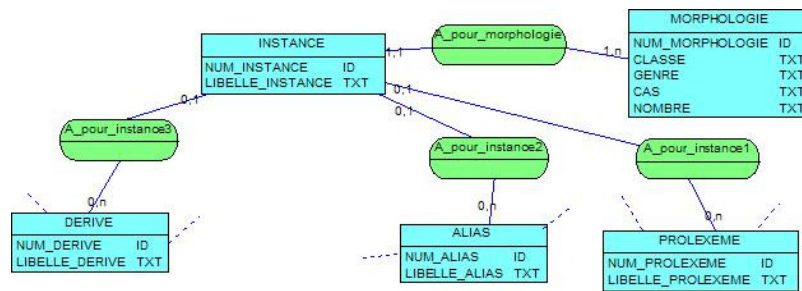 MORPHOLOGIE
NUM_MORPHOLOGIE ID
CLASSE TXT
GENRE TXT
CAS TXT
NOMBRE TXT
A_pour_morphologie
1,1
1,n
INSTANCE
NUM_INSTANCE ID
LIBELLE_INSTANCE TXT
0,1
0,1
0,1
A_pour_instance3
A_pour_instance2
A_pour_instance1
0,n
0,n
0,n
DERIVE
NUM_DERIVE ID
LIBELLE_DERIVE TXT
ALIAS
NUM_ALIAS ID
LIBELLE_ALIAS TXT
PROLEXEME
NUM_PROLEXEME ID
LIBELLE_PROLEXEME TXT